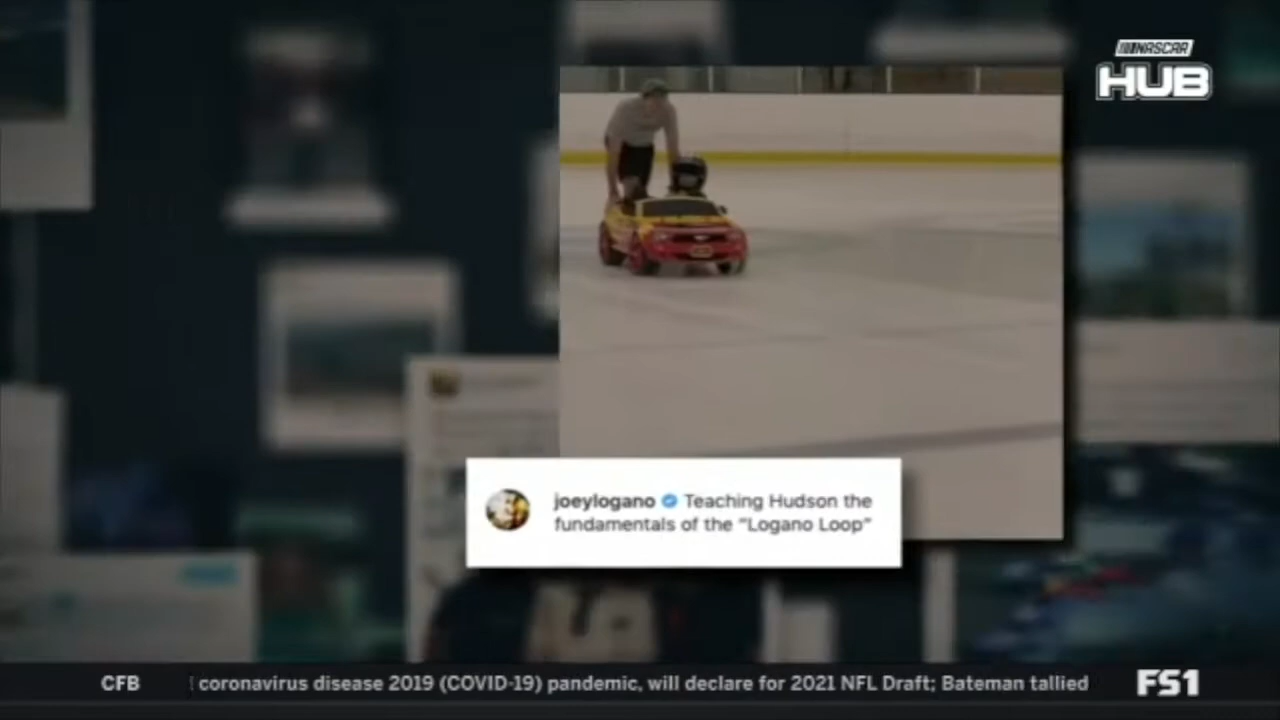 NASCAR
HUB
joeylogano Teaching Hudson the
fundamentals of the “Logano Loop”
CFB
coronavirus disease 2019 (COVID-19) pandemic, will declare for 2021 NFL Draft; Bateman tallied
FS1